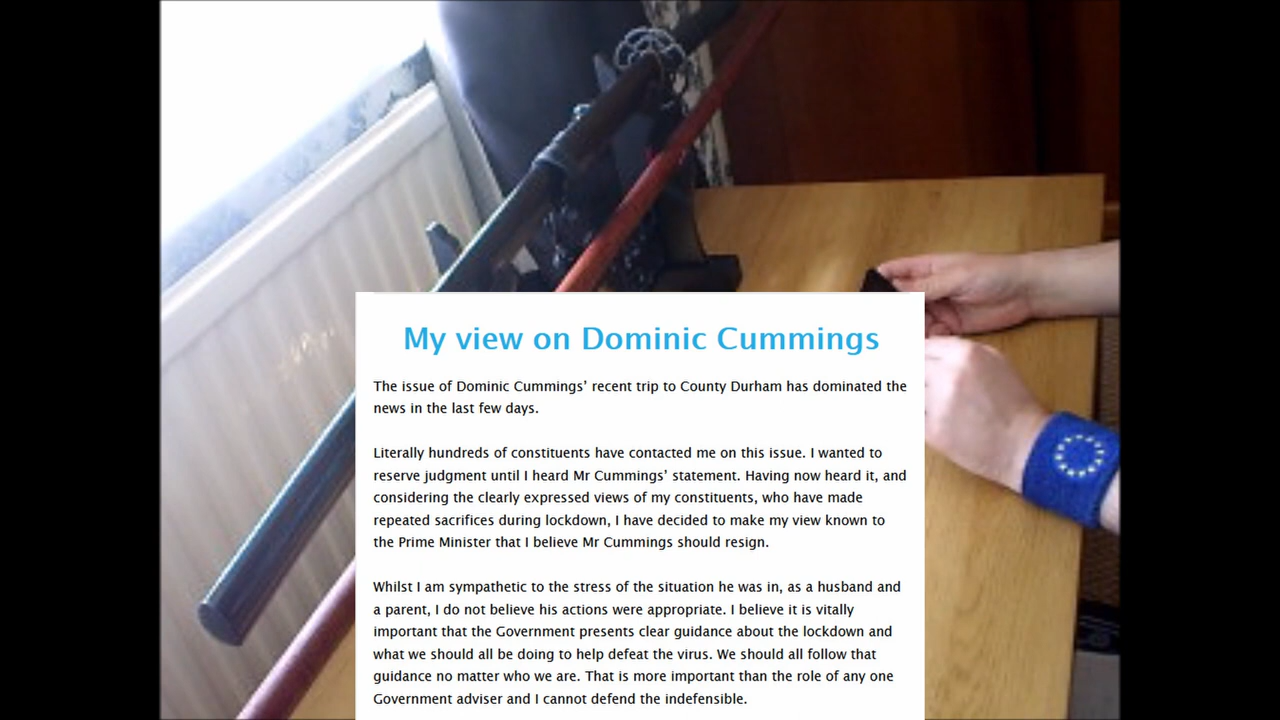 My view on Dominic Cummings
The issue of Dominic Cummings’ recent trip to County Durham has dominated the
news in the last few days.
Literally hundreds of constituents have contacted me on this issue. I wanted to
reserve judgment until I heard Mr Cummings’ statement. Having now heard it, and
considering the clearly expressed views of my constituents, who have made
repeated sacrifices during lockdown, I have decided to make my view known to
the Prime Minister that I believe Mr Cummings should resign.
Whilst I am sympathetic to the stress of the situation he was in, as a husband and
a parent, I do not believe his actions were appropriate. I believe it is vitally
important that the Government presents clear guidance about the lockdown and
what we should all be doing to help defeat the virus. We should all follow that
guidance no matter who we are. That is more important than the role of any one
Government adviser and I cannot defend the indefensible.